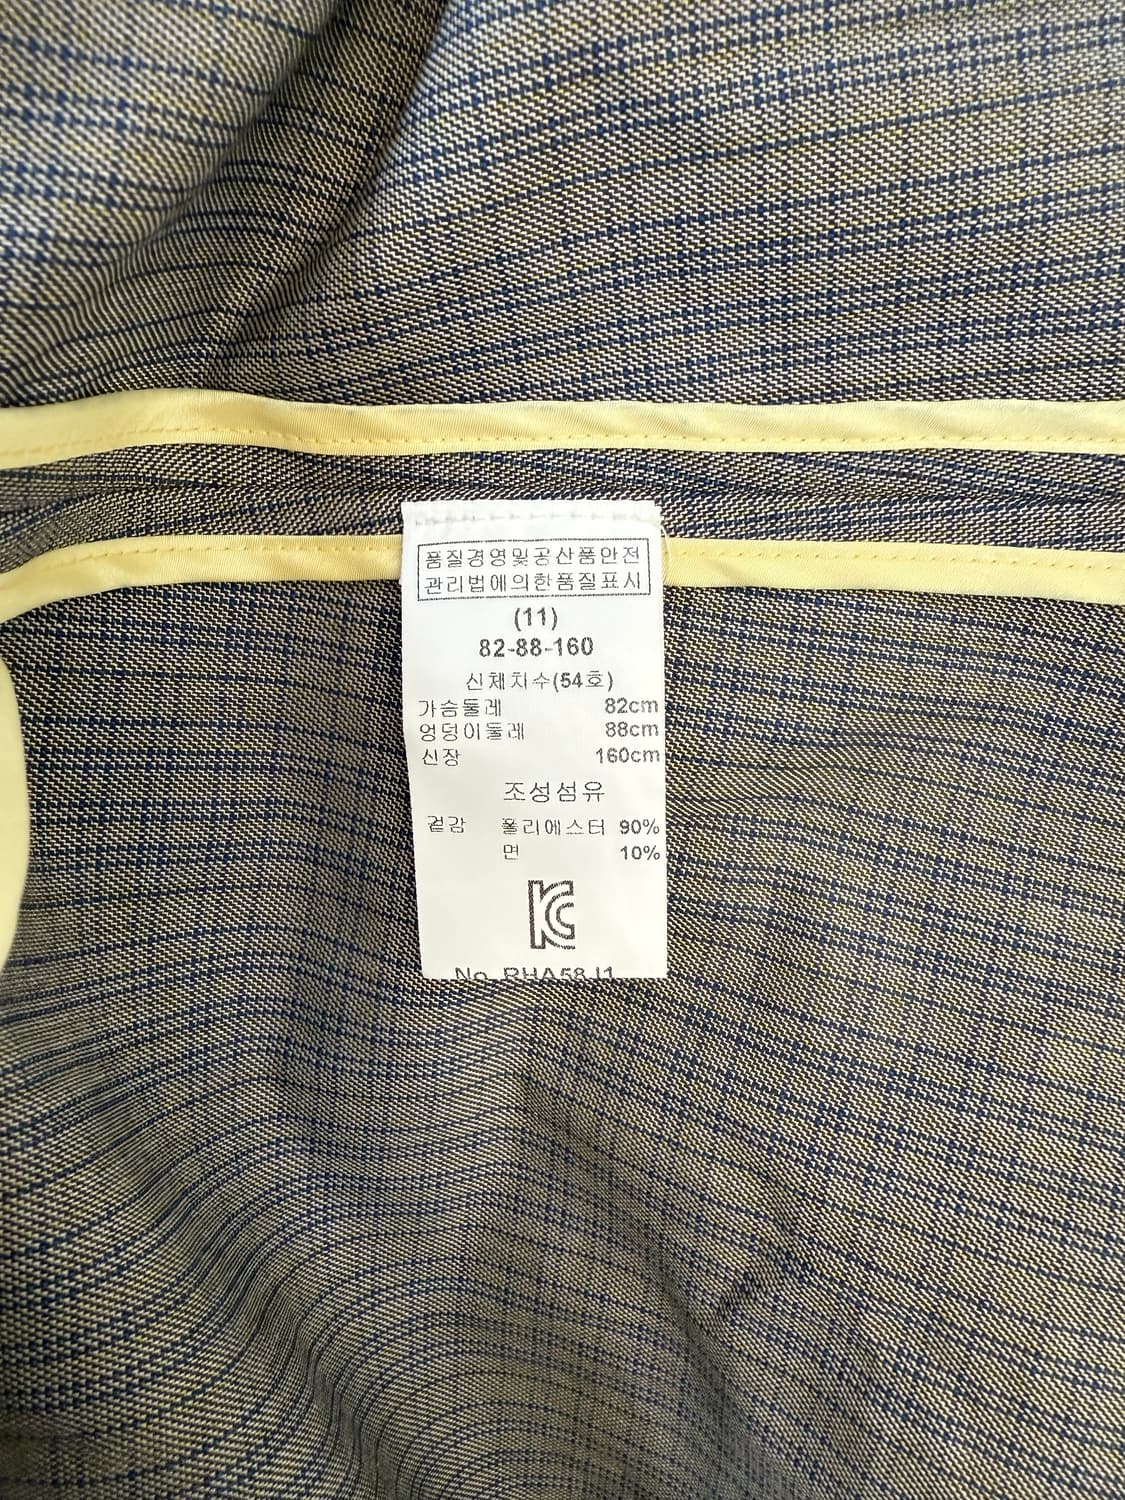 품질경영및공산품안전
관리법에의한품질표시
(11)
82-88-160
신체치수(54호)
가슴둘레 82cm
엉덩이둘레 88cm
신장 160cm
조성섬유
겉감 폴리에스터 90%
면 10%
KC
No. RHA58J1